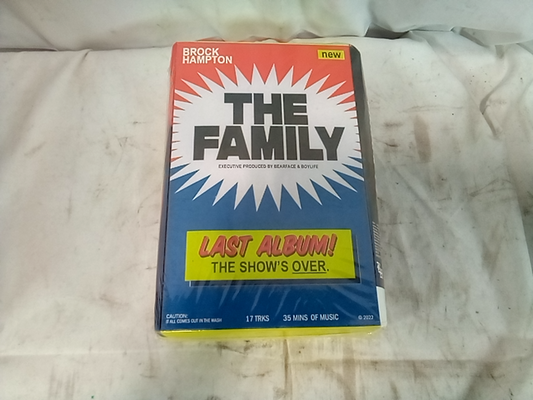 BROCK
HAMPTON
new
THE
FAMILY
EXECUTIVE PRODUCED BY BEARFACE & BOYLIFE
LAST ALBUM!
THE SHOW'S OVER.
CAUTION:
IT ALL COMES OUT IN THE WASH
17 TRKS
35 MINS OF MUSIC
© 2022